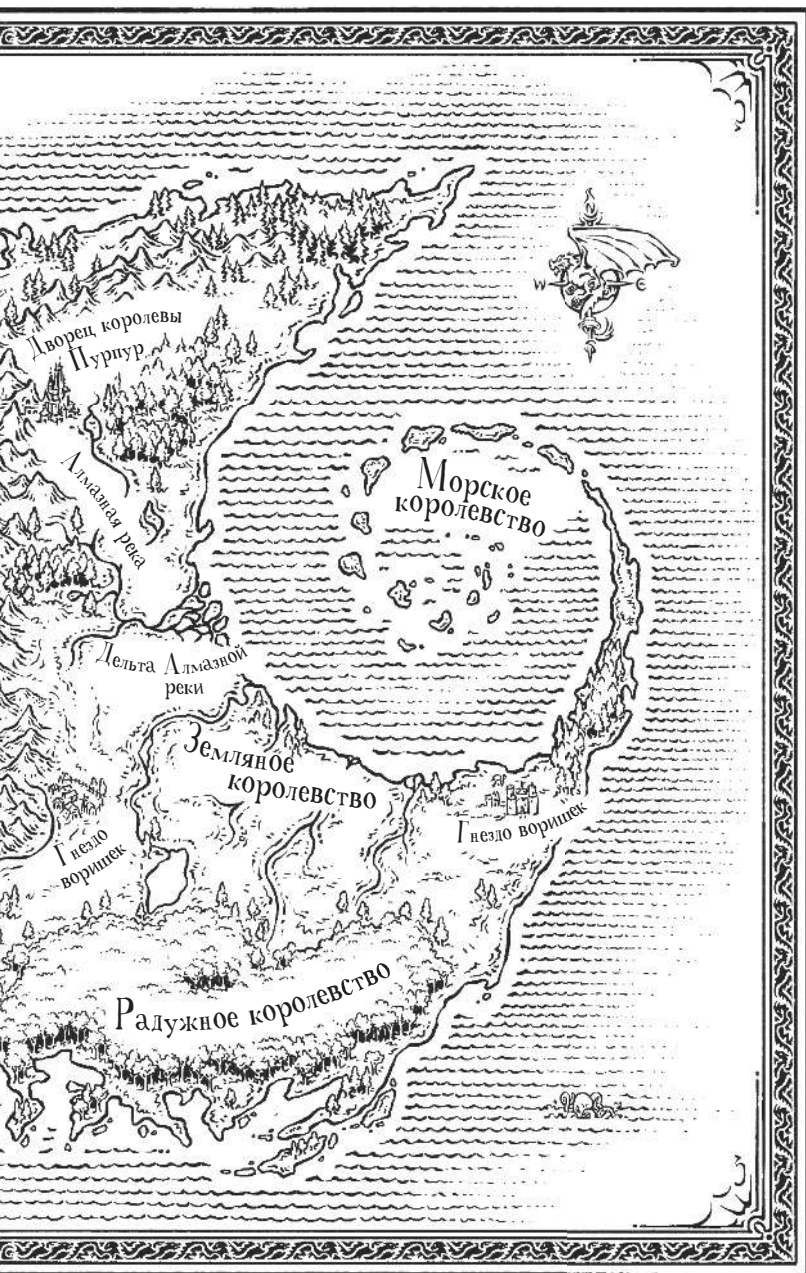 N
W
E
Дворец королевы
Пурпур
Алмазная река
Морское
королевство
Дельта Алмазной
реки
Земляное
королевство
Гнездо воришек
Гнездо
воришек
Радужное королевство